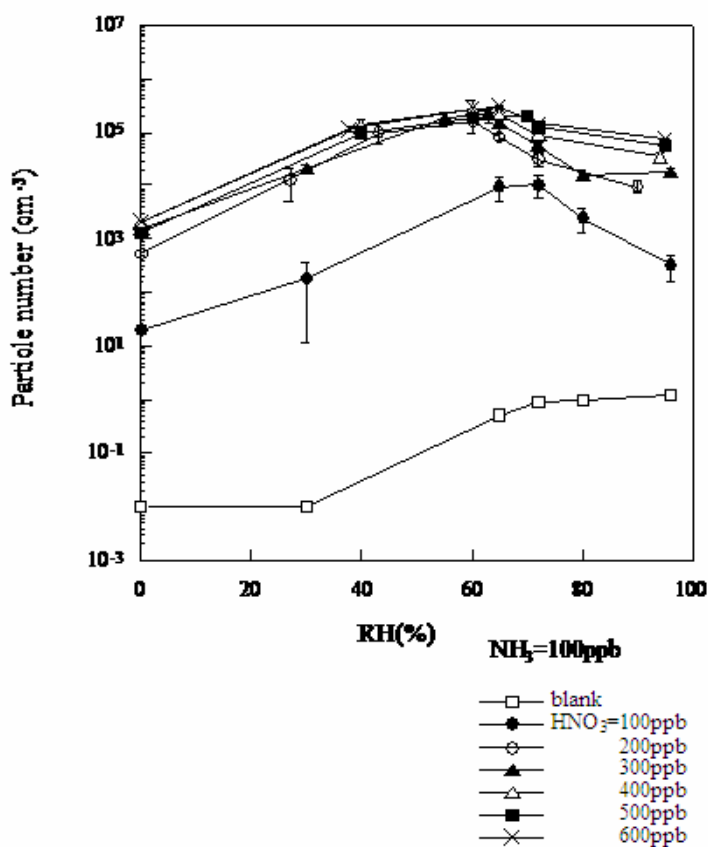 10⁷
10⁵
10³
10¹
10⁻¹
10⁻³
Particle number (cm⁻³)
0 20 40 60 80 100
RH(%)
NH₃=100ppb
blank
HNO₃=100ppb
200ppb
300ppb
400ppb
500ppb
600ppb